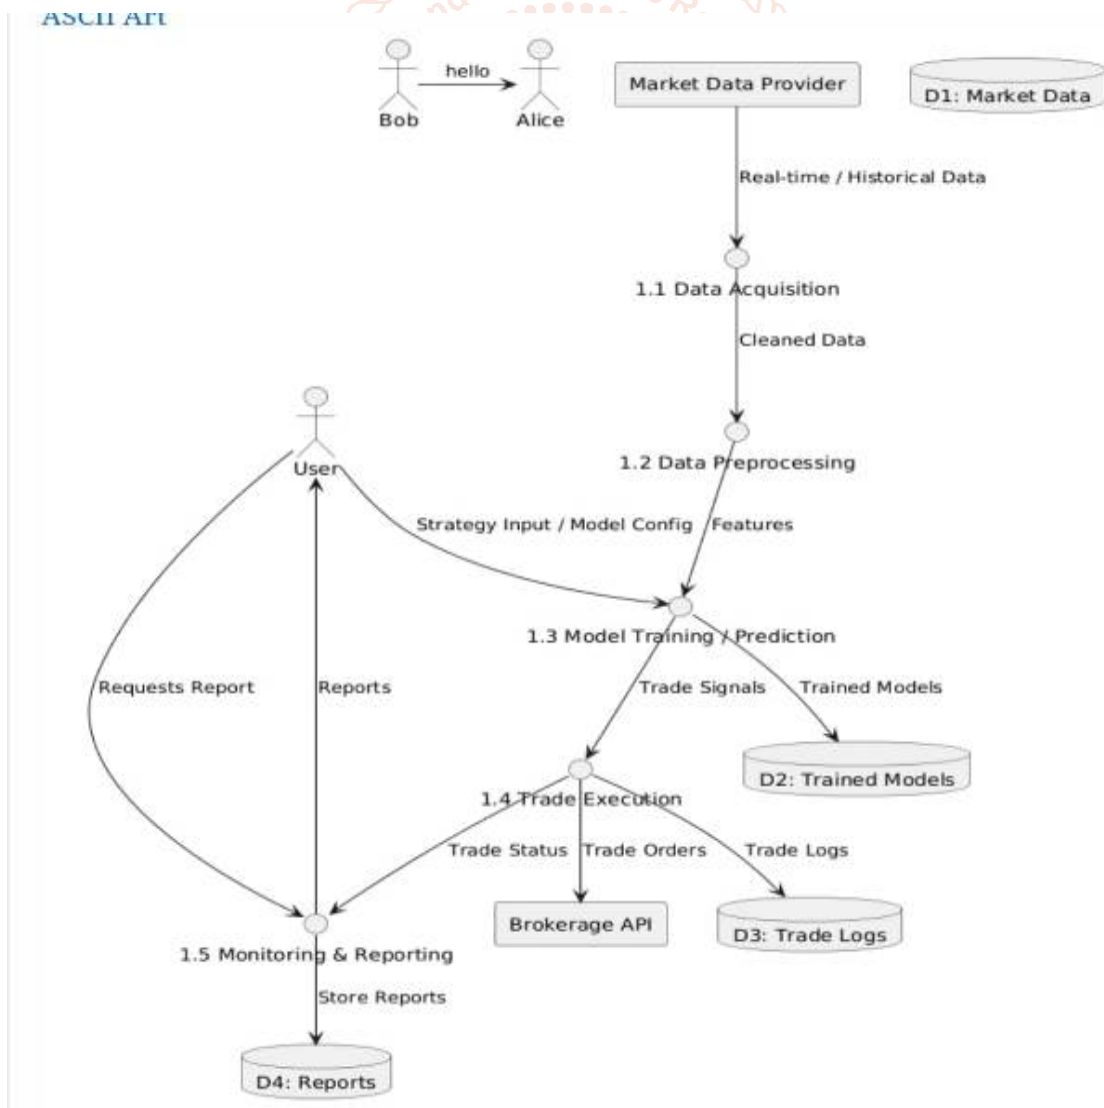 ASCII Art
hello
Bob
Alice
Market Data Provider
D1: Market Data
Real-time / Historical Data
1.1 Data Acquisition
Cleaned Data
User
1.2 Data Preprocessing
Strategy Input / Model Config
Features
1.3 Model Training / Prediction
Requests Report
Reports
Trade Signals
Trained Models
D2: Trained Models
1.4 Trade Execution
Trade Status
Trade Orders
Trade Logs
Brokerage API
D3: Trade Logs
1.5 Monitoring & Reporting
Store Reports
D4: Reports